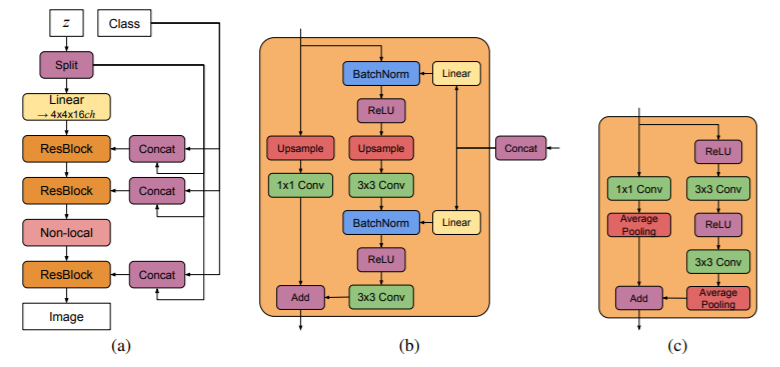 z
Class
Split
Linear
→ 4x4x16ch
ResBlock
Concat
ResBlock
Concat
Non-local
ResBlock
Concat
Image
(a)
BatchNorm
Linear
ReLU
Upsample
Upsample
Concat
1x1 Conv
3x3 Conv
BatchNorm
Linear
ReLU
Add
3x3 Conv
(b)
ReLU
1x1 Conv
3x3 Conv
Average
Pooling
ReLU
3x3 Conv
Add
Average
Pooling
(c)